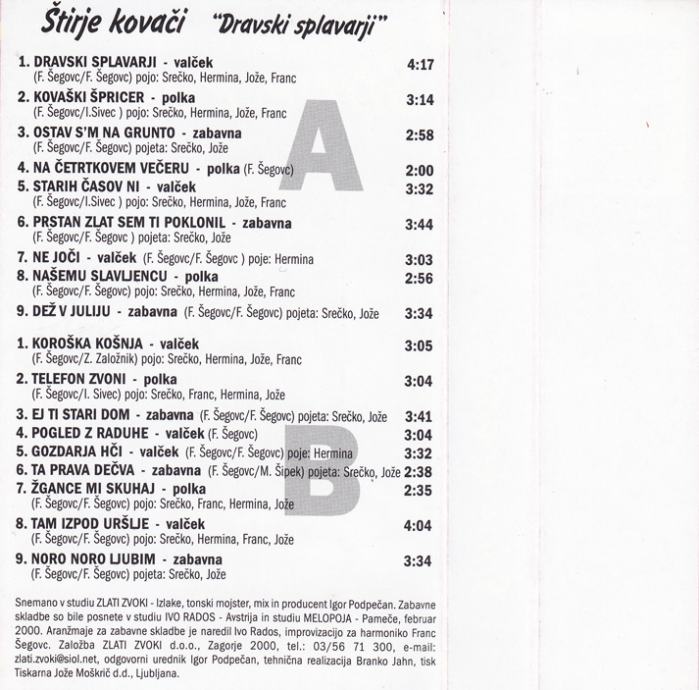 Štirje kovači "Dravski splavarji"
A
1. DRAVSKI SPLAVARJI - valček 4:17
(F. Šegovc/F. Šegovc) pojo: Srečko, Hermina, Jože, Franc
2. KOVAŠKI ŠPRICER - polka 3:14
(F. Šegovc/I.Sivec ) pojo: Srečko, Hermina, Jože, Franc
3. OSTAV S'M NA GRUNTO - zabavna 2:58
(F. Šegovc/F. Šegovc) pojeta: Srečko, Jože
4. NA ČETRTKOVEM VEČERU - polka (F. Šegovc) 2:00
5. STARIH ČASOV NI - valček 3:32
(F. Šegovc/I.Sivec ) pojo: Srečko, Hermina, Jože, Franc
6. PRSTAN ZLAT SEM TI POKLONIL - zabavna 3:44
(F. Šegovc/F. Šegovc ) pojeta: Srečko, Jože
7. NE JOČI - valček (F. Šegovc/F. Šegovc ) poje: Hermina 3:03
8. NAŠEMU SLAVLJENCU - polka 2:56
(F. Šegovc/F. Šegovc) pojo: Srečko, Hermina, Jože, Franc
9. DEŽ V JULIJU - zabavna (F. Šegovc/F. Šegovc) pojeta: Srečko, Jože 3:34
B
1. KOROŠKA KOŠNJA - valček 3:05
(F. Šegovc/Z. Založnik) pojo: Srečko, Hermina, Jože, Franc
2. TELEFON ZVONI - polka 3:04
(F. Šegovc/I. Sivec) pojo: Srečko, Franc, Hermina, Jože
3. EJ TI STARI DOM - zabavna (F. Šegovc/F. Šegovc) pojeta: Srečko, Jože 3:41
4. POGLED Z RADUHE - valček (F. Šegovc) 3:04
5. GOZDARJA HČI - valček (F. Šegovc/F. Šegovc) poje: Hermina 3:32
6. TA PRAVA DEČVA - zabavna (F. Šegovc/M. Šipek) pojeta: Srečko, Jože 2:38
7. ŽGANCE MI SKUHAJ - polka 2:35
(F. Šegovc/F. Šegovc) pojo: Srečko, Franc, Hermina, Jože
8. TAM IZPOD URŠLJE - valček 4:04
(F. Šegovc/F. Šegovc) pojo: Srečko, Hermina, Franc, Jože
9. NORO NORO LJUBIM - zabavna 3:34
(F. Šegovc/F. Šegovc) pojeta: Srečko, Jože
Snemano v studiu ZLATI ZVOKI - Izlake, tonski mojster, mix in producent Igor Podpečan. Zabavne
skladbe so bile posnete v studiu IVO RADOS - Avstrija in studiu MELOPOJA - Pameče, februar
2000. Aranžmaje za zabavne skladbe je naredil Ivo Rados, improvizacijo za harmoniko Franc
Šegovc. Založba ZLATI ZVOKI d.o.o., Zagorje 2000, tel.: 03/56 71 300, e-mail:
zlati.zvoki@siol.net, odgovorni urednik Igor Podpečan, tehnična realizacija Branko Jahn, tisk
Tiskarna Jože Moškrič d.d., Ljubljana.